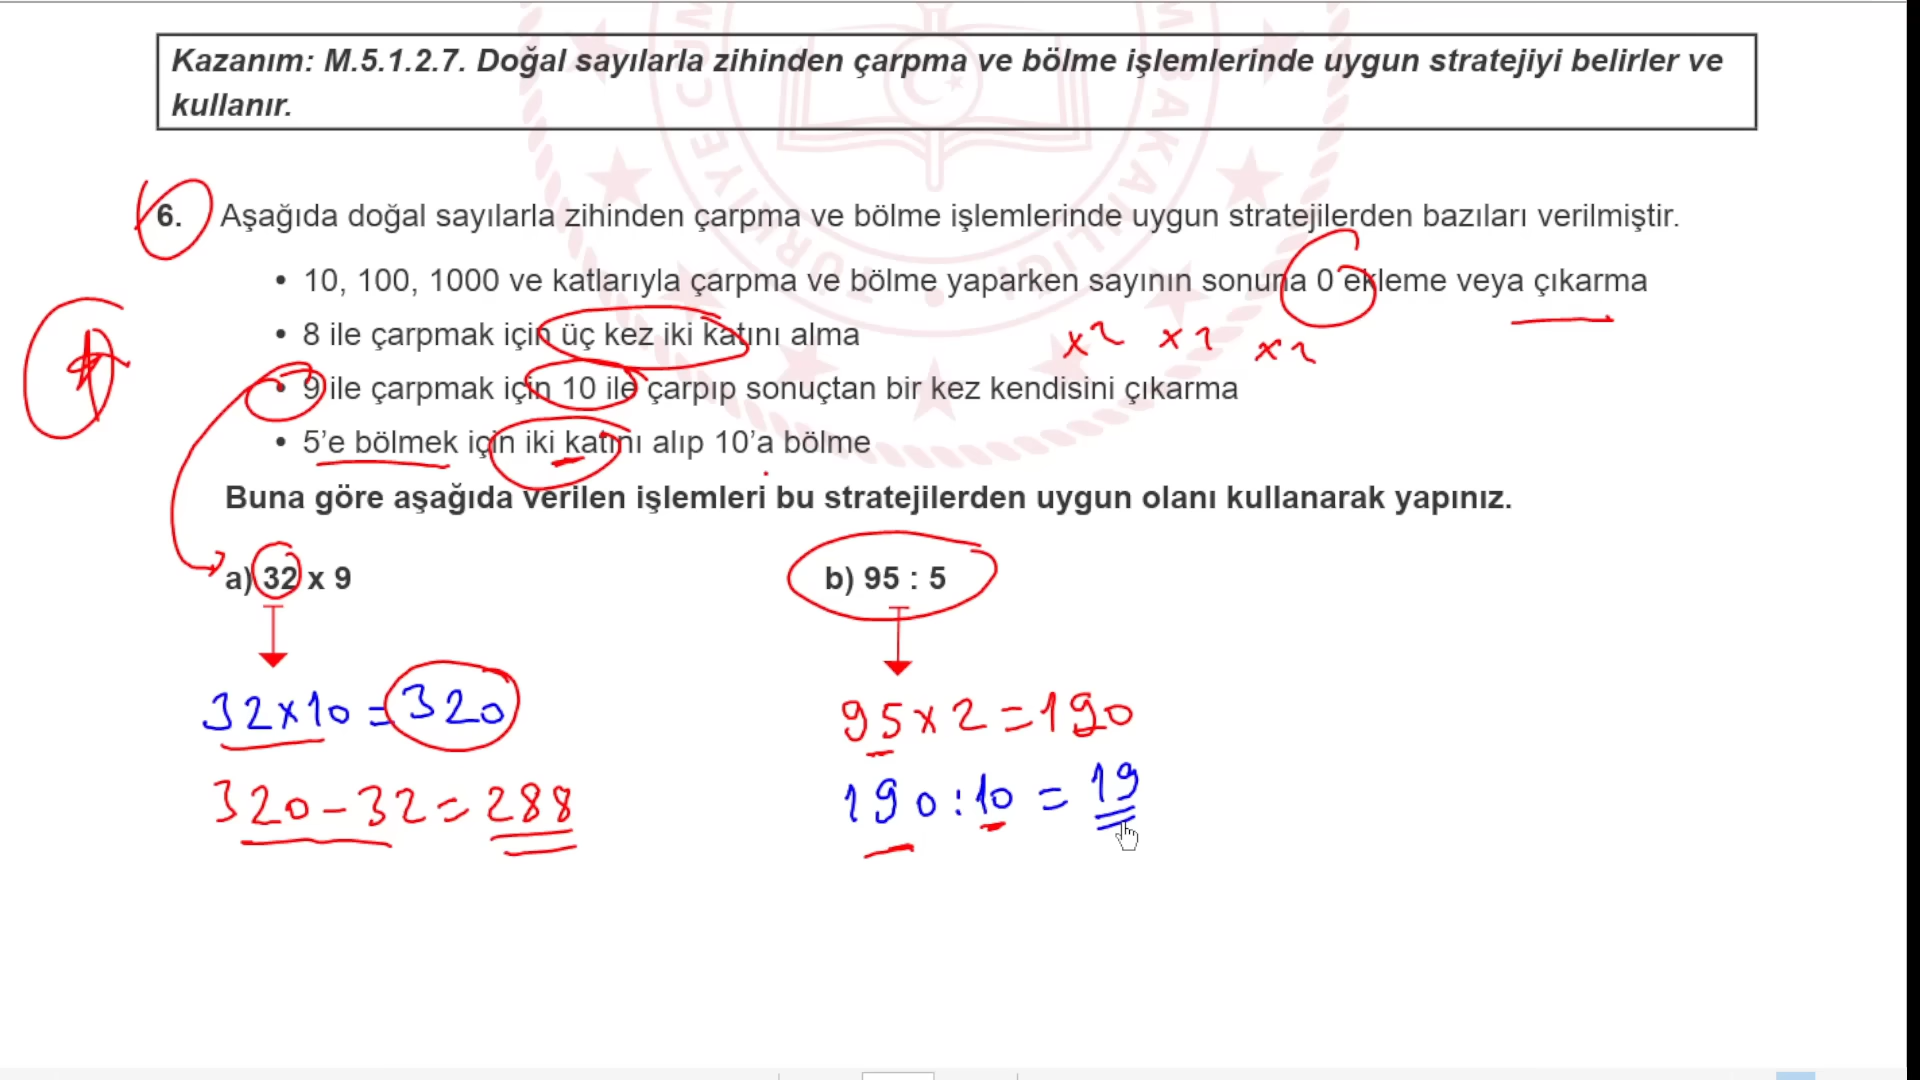 Kazanım: M.5.1.2.7. Doğal sayılarla zihinden çarpma ve bölme işlemlerinde uygun stratejiyi belirler ve
kullanır.
6. Aşağıda doğal sayılarla zihinden çarpma ve bölme işlemlerinde uygun stratejilerden bazıları verilmiştir.
• 10, 100, 1000 ve katlarıyla çarpma ve bölme yaparken sayının sonuna 0 ekleme veya çıkarma
• 8 ile çarpmak için üç kez iki katını alma x2 x2 x2
• 9 ile çarpmak için 10 ile çarpıp sonuçtan bir kez kendisini çıkarma
• 5’e bölmek için iki katını alıp 10’a bölme
Buna göre aşağıda verilen işlemleri bu stratejilerden uygun olanı kullanarak yapınız.
a) 32 x 9
32x10 = 320
320-32=288
b) 95 : 5
95x2=190
190:10 = 19